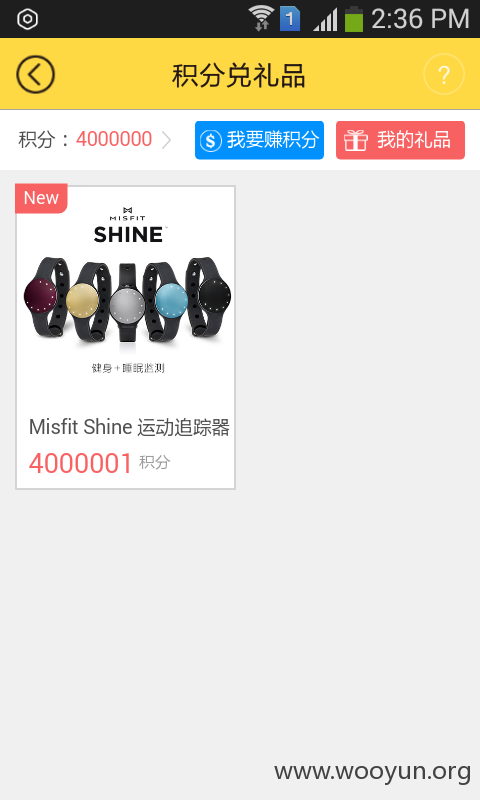 1
2:36 PM
积分兑礼品
?
积分：4000000
我要赚积分
我的礼品
New
MISFIT
SHINE
健身+睡眠监测
Misfit Shine 运动追踪器
4000001 积分
www.wooyun.org